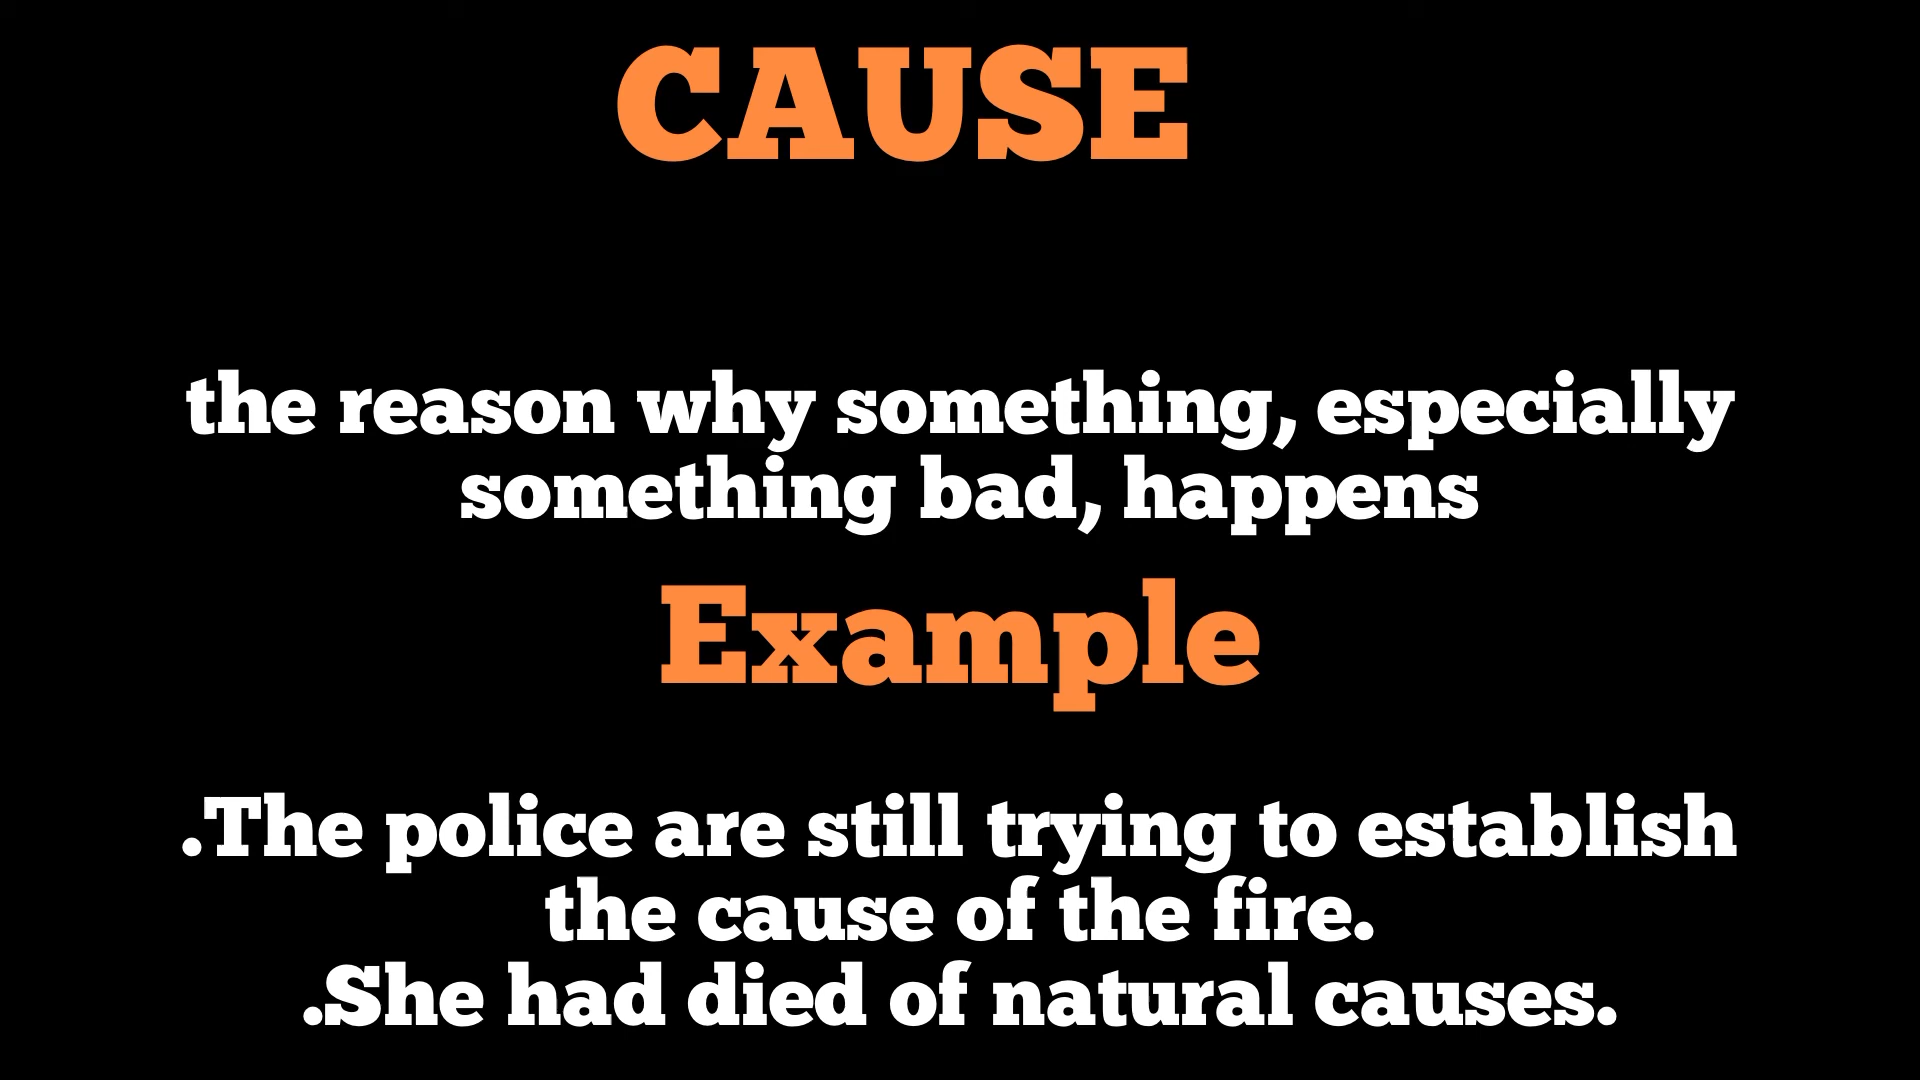 CAUSE
the reason why something, especially
something bad, happens
Example
.The police are still trying to establish
the cause of the fire.
.She had died of natural causes.